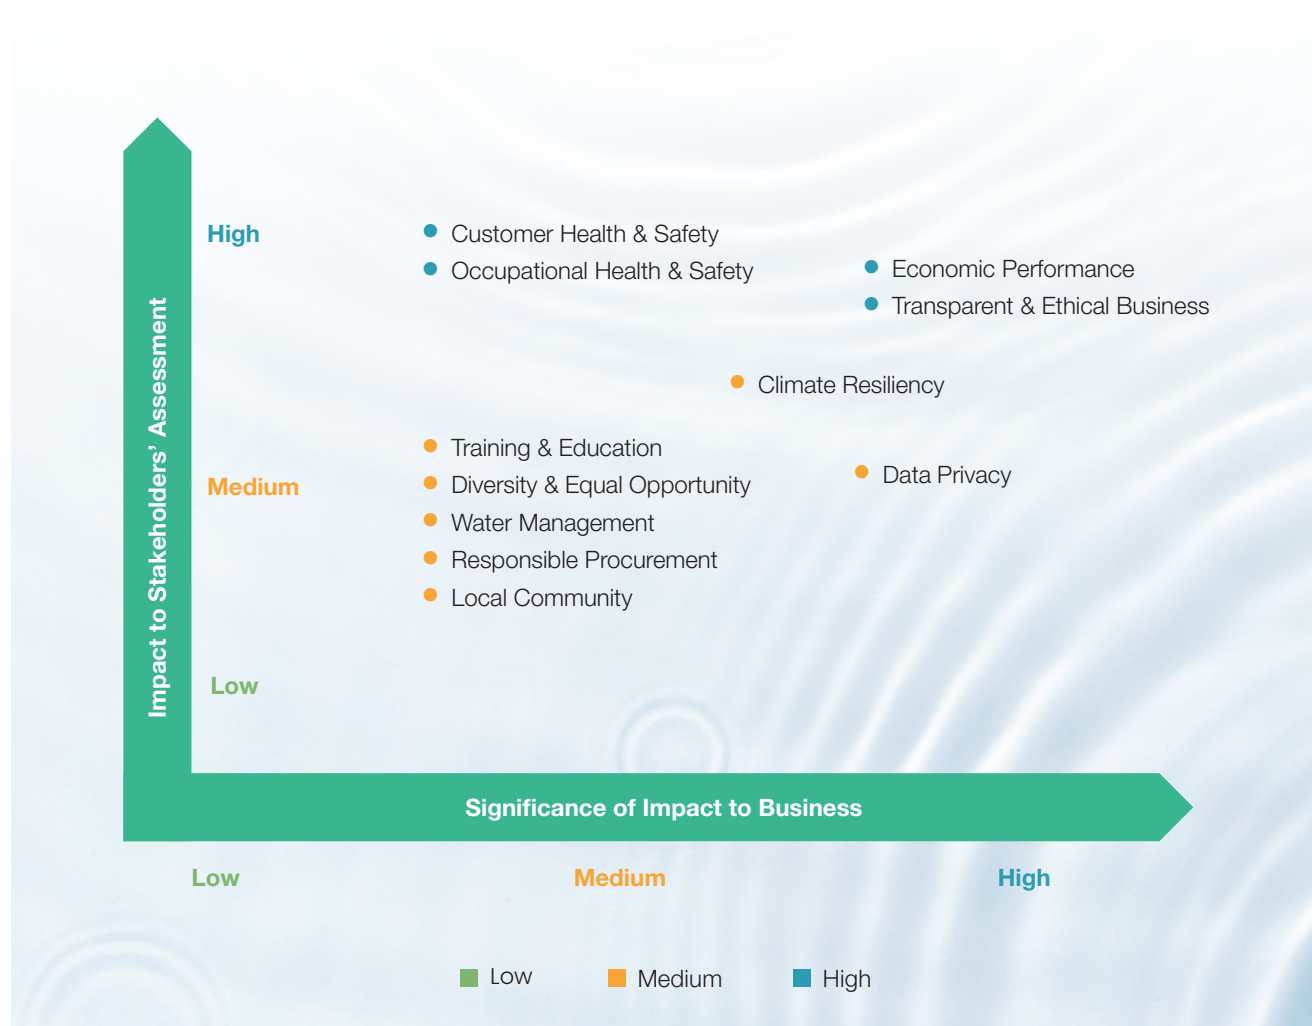 Impact to Stakeholders’ Assessment
High
Customer Health & Safety
Occupational Health & Safety
Economic Performance
Transparent & Ethical Business
Climate Resiliency
Medium
Training & Education
Diversity & Equal Opportunity
Water Management
Responsible Procurement
Local Community
Data Privacy
Low
Significance of Impact to Business
Low
Medium
High
Low
Medium
High